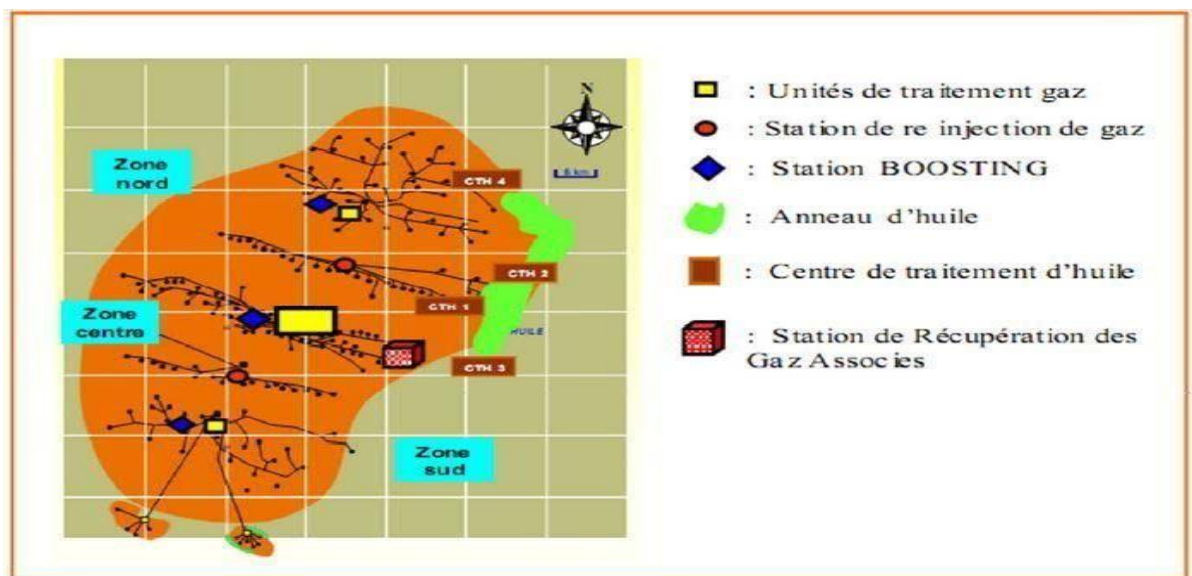 N
Zone
nord
CTH 4
CTH 2
CTH 1
Zone
centre
HUILE
CTH 3
Zone
sud
: Unités de traitement gaz
: Station de re injection de gaz
: Station BOOSTING
: Anneau d'huile
: Centre de traitement d'huile
: Station de Récupération des
Gaz Associes